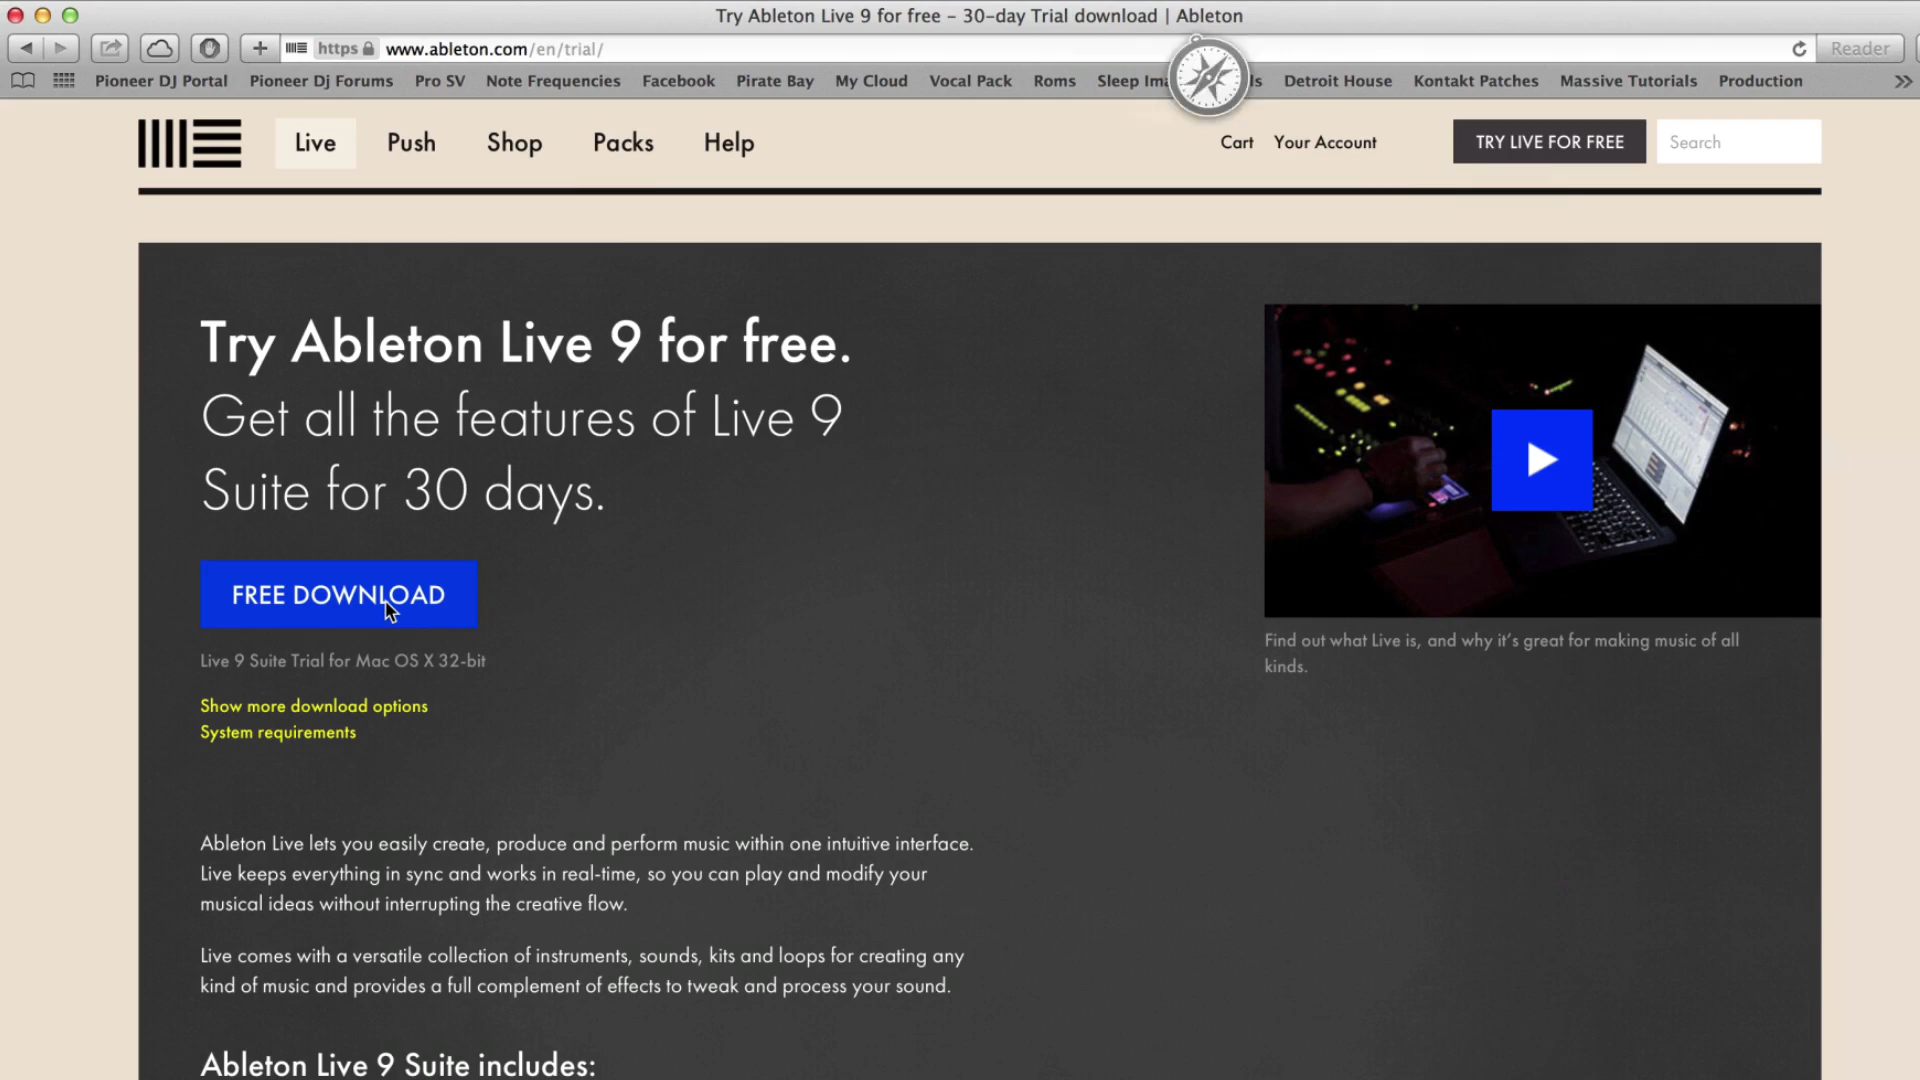 Try Ableton Live 9 for free – 30-day Trial download | Ableton
https www.ableton.com/en/trial/
Reader
Pioneer DJ Portal Pioneer Dj Forums Pro SV Note Frequencies Facebook Pirate Bay My Cloud Vocal Pack Roms Sleep Detroit House Kontakt Patches Massive Tutorials Production
Live Push Shop Packs Help Cart Your Account TRY LIVE FOR FREE Search
Try Ableton Live 9 for free.
Get all the features of Live 9
Suite for 30 days.
FREE DOWNLOAD
Live 9 Suite Trial for Mac OS X 32-bit
Show more download options
System requirements
Find out what Live is, and why it's great for making music of all
kinds.
Ableton Live lets you easily create, produce and perform music within one intuitive interface.
Live keeps everything in sync and works in real-time, so you can play and modify your
musical ideas without interrupting the creative flow.
Live comes with a versatile collection of instruments, sounds, kits and loops for creating any
kind of music and provides a full complement of effects to tweak and process your sound.
Ableton Live 9 Suite includes: